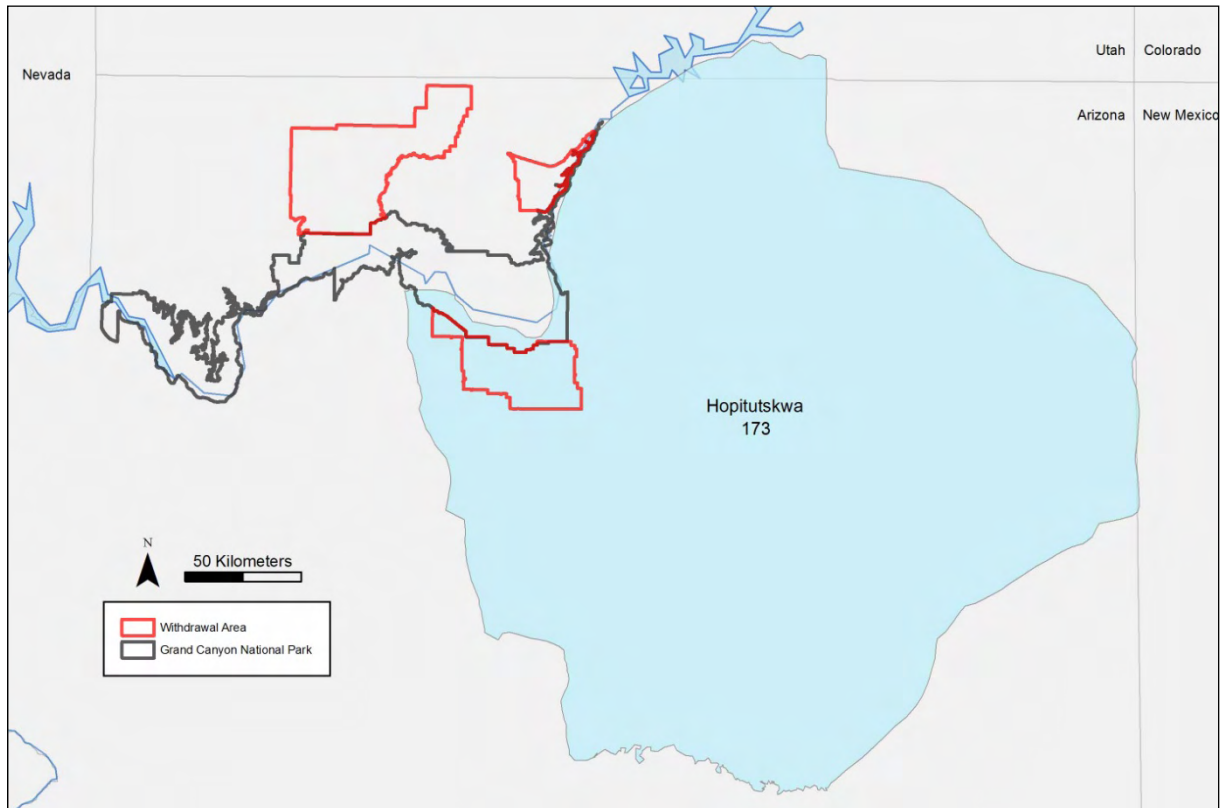 Utah Colorado
Nevada
Arizona New Mexico
Hopitutskwa
173
N
50 Kilometers
Withdrawal Area
Grand Canyon National Park